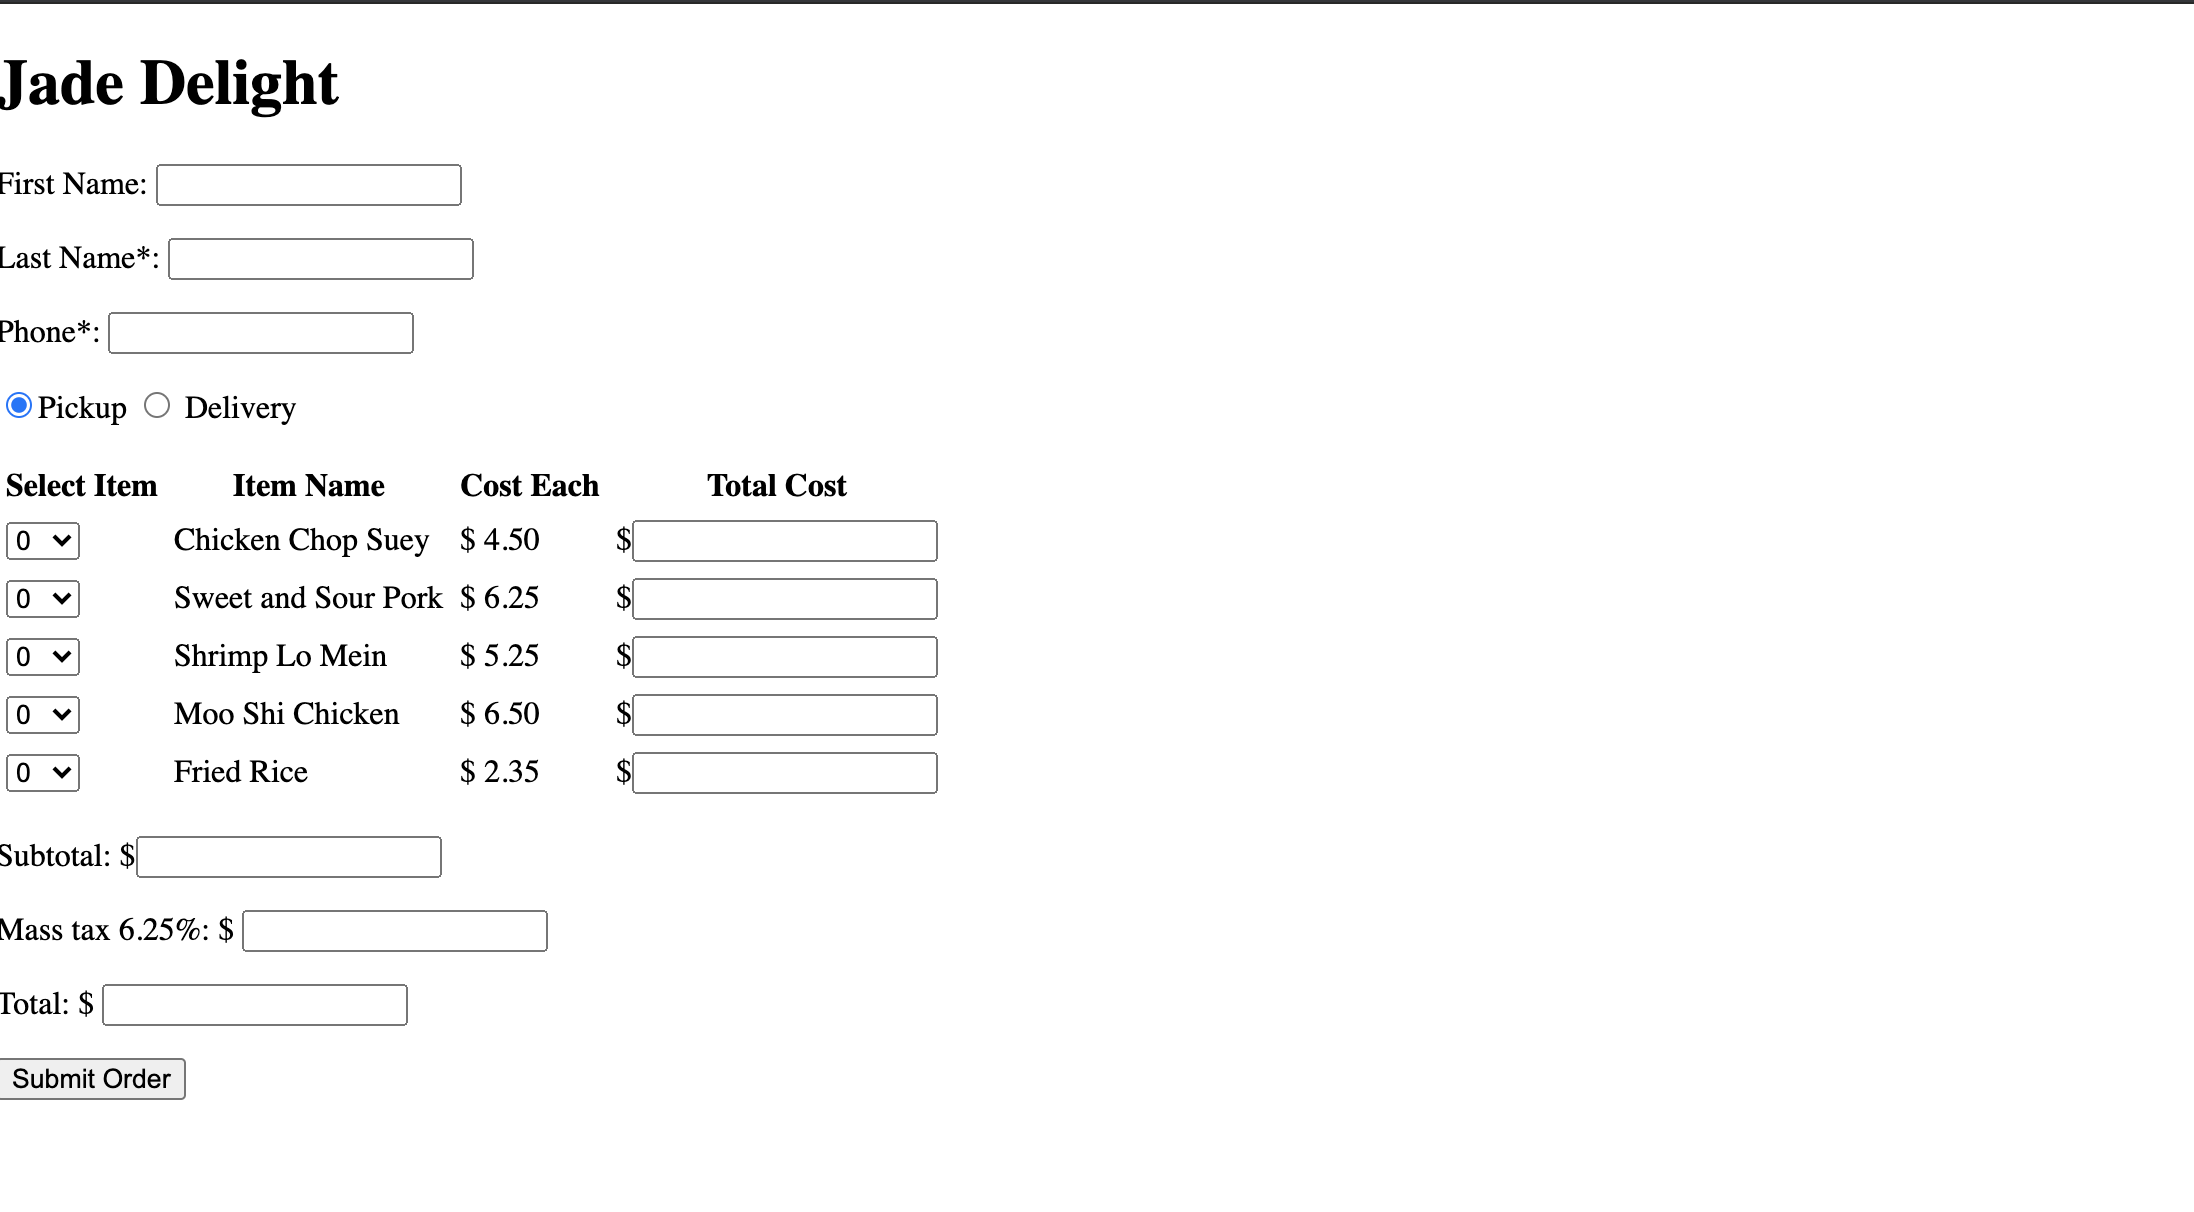 Jade Delight
First Name:
Last Name*:
Phone*:
Pickup Delivery
Select Item Item Name Cost Each Total Cost
0 Chicken Chop Suey $ 4.50 $
0 Sweet and Sour Pork $ 6.25 $
0 Shrimp Lo Mein $ 5.25 $
0 Moo Shi Chicken $ 6.50 $
0 Fried Rice $ 2.35 $
Subtotal: $
Mass tax 6.25%: $
Total: $
Submit Order